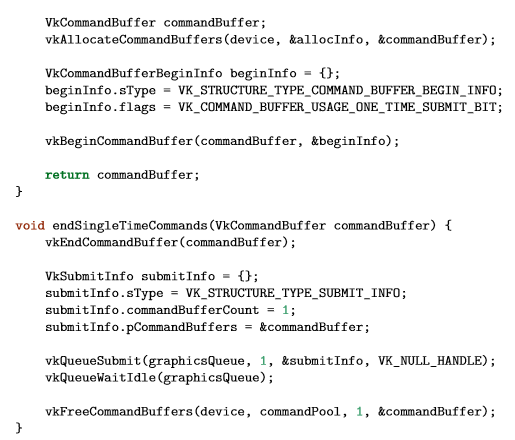 VkCommandBuffer commandBuffer;
vkAllocateCommandBuffers(device, &allocInfo, &commandBuffer);
VkCommandBufferBeginInfo beginInfo = {};
beginInfo.sType = VK_STRUCTURE_TYPE_COMMAND_BUFFER_BEGIN_INFO;
beginInfo.flags = VK_COMMAND_BUFFER_USAGE_ONE_TIME_SUBMIT_BIT;
vkBeginCommandBuffer(commandBuffer, &beginInfo);
return commandBuffer;
}
void endSingleTimeCommands(VkCommandBuffer commandBuffer) {
vkEndCommandBuffer(commandBuffer);
VkSubmitInfo submitInfo = {};
submitInfo.sType = VK_STRUCTURE_TYPE_SUBMIT_INFO;
submitInfo.commandBufferCount = 1;
submitInfo.pCommandBuffers = &commandBuffer;
vkQueueSubmit(graphicsQueue, 1, &submitInfo, VK_NULL_HANDLE);
vkQueueWaitIdle(graphicsQueue);
vkFreeCommandBuffers(device, commandPool, 1, &commandBuffer);
}